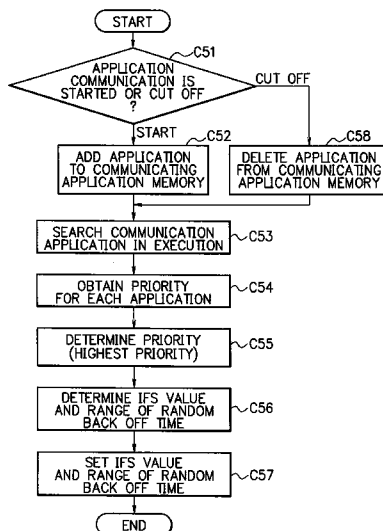 START
C51
APPLICATION
COMMUNICATION IS
STARTED OR CUT OFF
?
CUT OFF
START
C52
C58
ADD APPLICATION
TO COMMUNICATING
APPLICATION MEMORY
DELETE APPLICATION
FROM COMMUNICATING
APPLICATION MEMORY
SEARCH COMMUNICATION
APPLICATION IN EXECUTION
C53
OBTAIN PRIORITY
FOR EACH APPLICATION
C54
DETERMINE PRIORITY
(HIGHEST PRIORITY)
C55
DETERMINE IFS VALUE
AND RANGE OF RANDOM
BACK OFF TIME
C56
SET IFS VALUE
AND RANGE OF RANDOM
BACK OFF TIME
C57
END